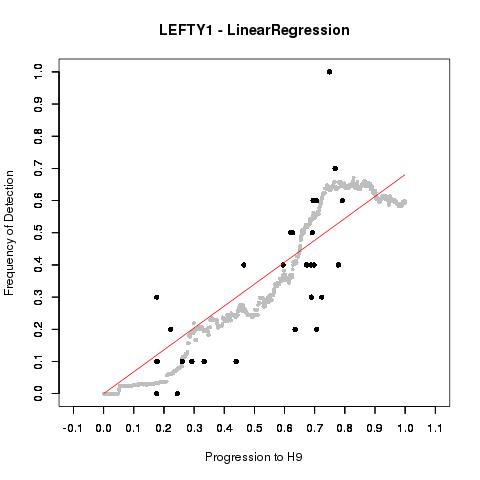 LEFTY1 - LinearRegression
1.0
0.9
0.8
0.7
0.6
0.5
0.4
0.3
0.2
0.1
0.0
Frequency of Detection
-0.1 0.0 0.1 0.2 0.3 0.4 0.5 0.6 0.7 0.8 0.9 1.0 1.1
Progression to H9